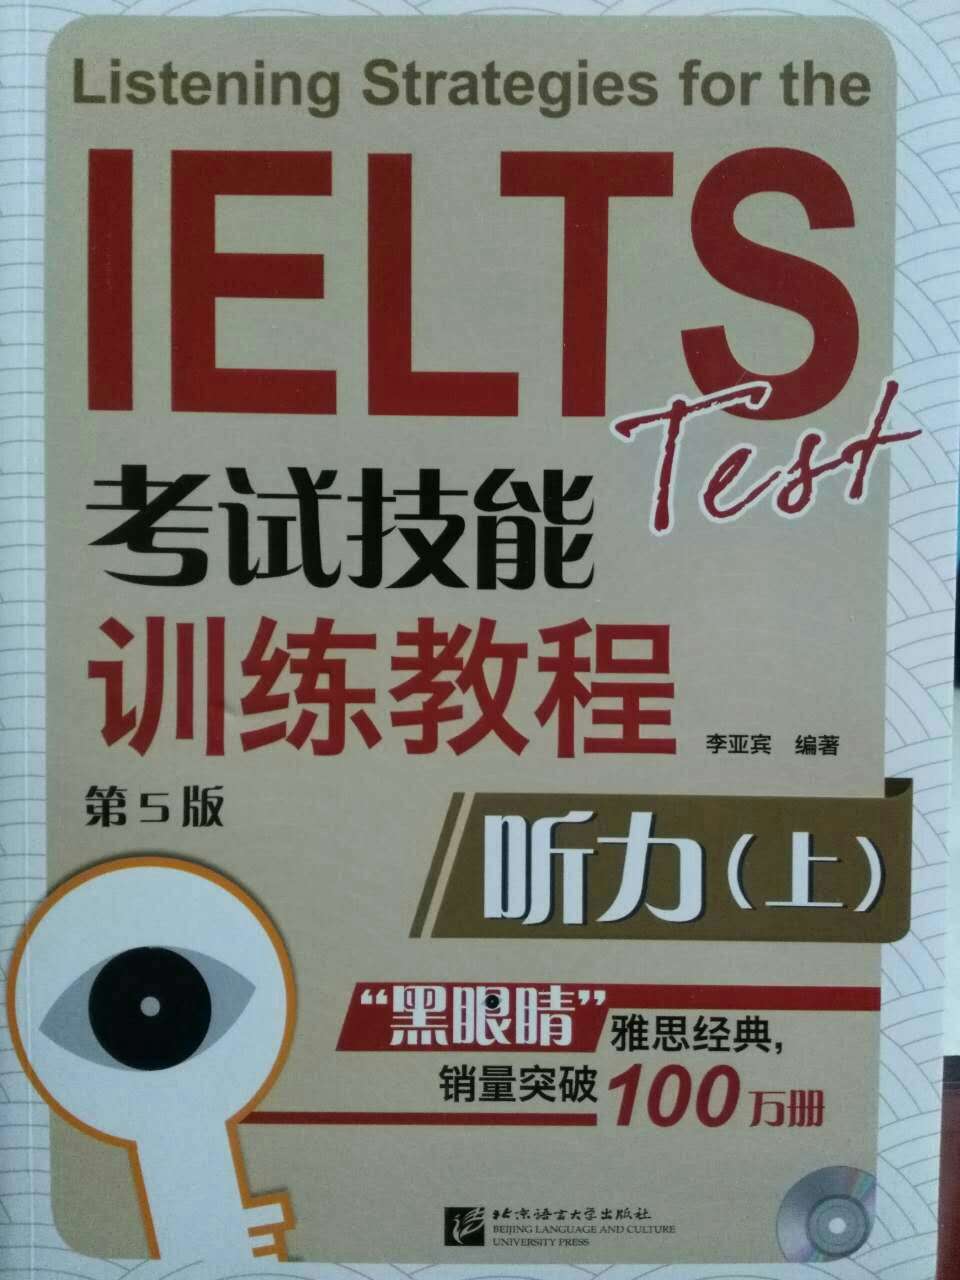 Listening Strategies for the
IELTS
Test
考试技能
训练教程
李亚宾 编著
第5版
听力(上)
“黑眼睛”
雅思经典,
销量突破100万册
北京语言大学出版社
BEIJING LANGUAGE AND CULTURE
UNIVERSITY PRESS